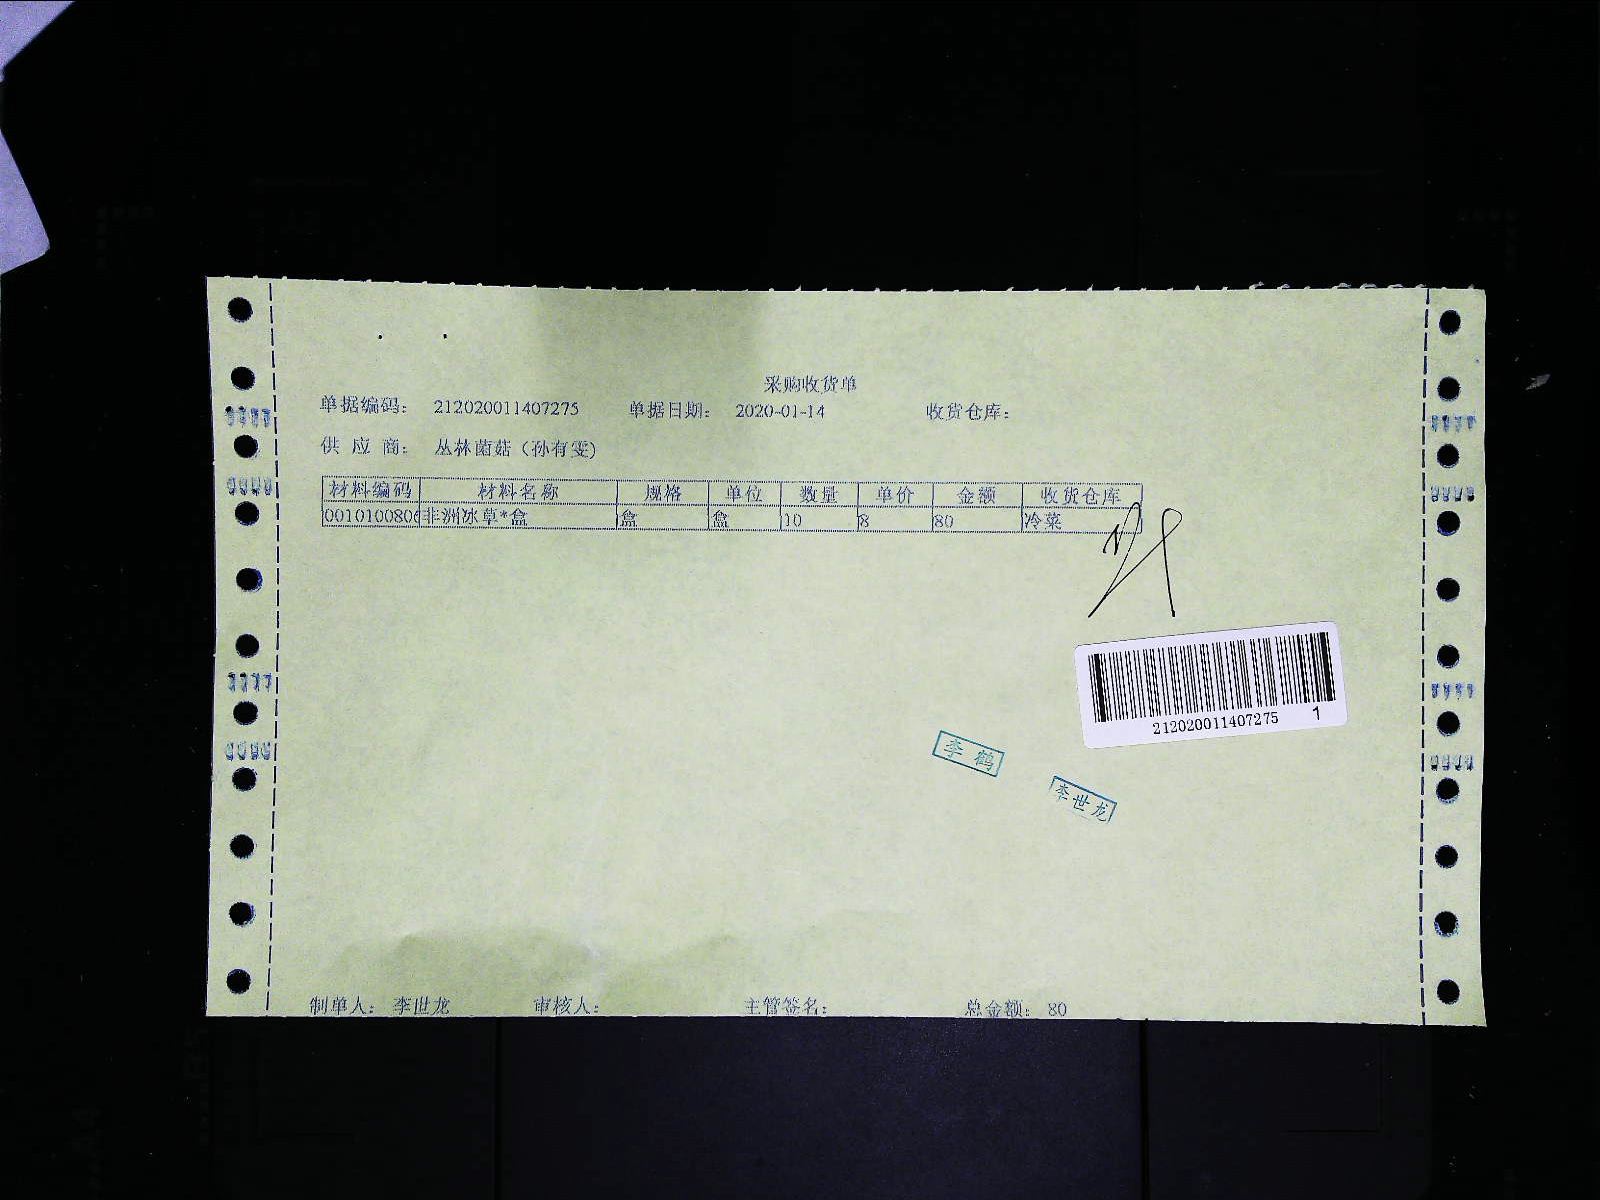 采购收货单
单据编码： 212020011407275 单据日期： 2020-01-14 收货仓库：
供 应 商： 丛林菌菇（孙有雯）
材料编码 材料名称 规格 单位 数量 单价 金额 收货仓库
0010100806 非洲冰草*盒 盒 盒 10 8 80 冷菜
212020011407275 1
李 鹤
李世龙
制单人： 李世龙 审核人： 主管签名： 总金额： 80